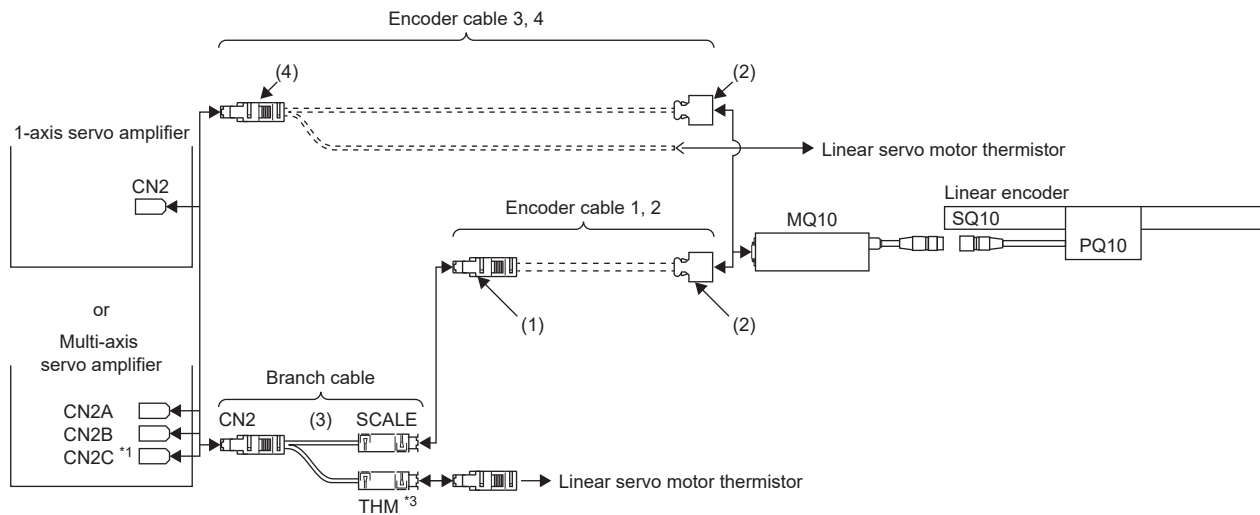 Encoder cable 3, 4
(4)
(2)
1-axis servo amplifier
Linear servo motor thermistor
CN2
Encoder cable 1, 2
MQ10
Linear encoder
SQ10
PQ10
(1)
(2)
or
Multi-axis
servo amplifier
Branch cable
CN2A
CN2
(3)
SCALE
CN2B
CN2C *1
Linear servo motor thermistor
THM *3